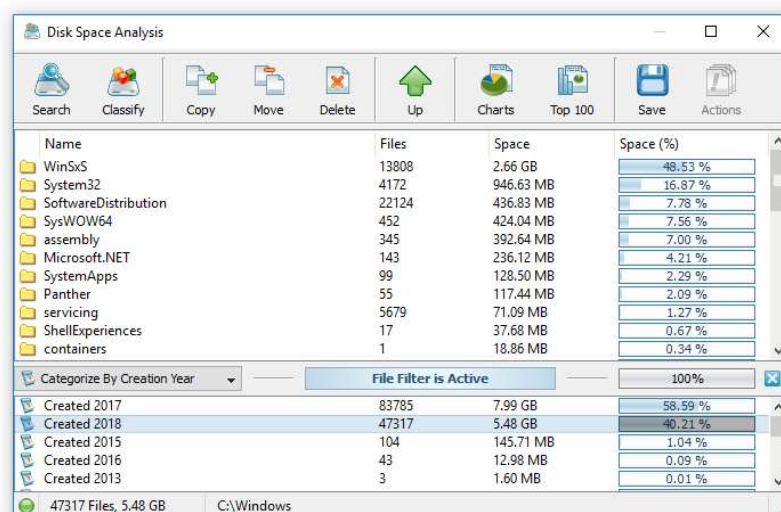 Disk Space Analysis
Search Classify Copy Move Delete Up Charts Top 100 Save Actions
Name Files Space Space (%)
WinSxS 13808 2.66 GB 48.53 %
System32 4172 946.63 MB 16.87 %
SoftwareDistribution 22124 436.83 MB 7.78 %
SysWOW64 452 424.04 MB 7.56 %
assembly 345 392.64 MB 7.00 %
Microsoft.NET 143 236.12 MB 4.21 %
SystemApps 99 128.50 MB 2.29 %
Panther 55 117.44 MB 2.09 %
servicing 5679 71.09 MB 1.27 %
ShellExperiences 17 37.68 MB 0.67 %
containers 1 18.86 MB 0.34 %
Categorize By Creation Year File Filter is Active 100%
Created 2017 83785 7.99 GB 58.59 %
Created 2018 47317 5.48 GB 40.21 %
Created 2015 104 145.71 MB 1.04 %
Created 2016 43 12.98 MB 0.09 %
Created 2013 3 1.60 MB 0.01 %
47317 Files, 5.48 GB C:\Windows